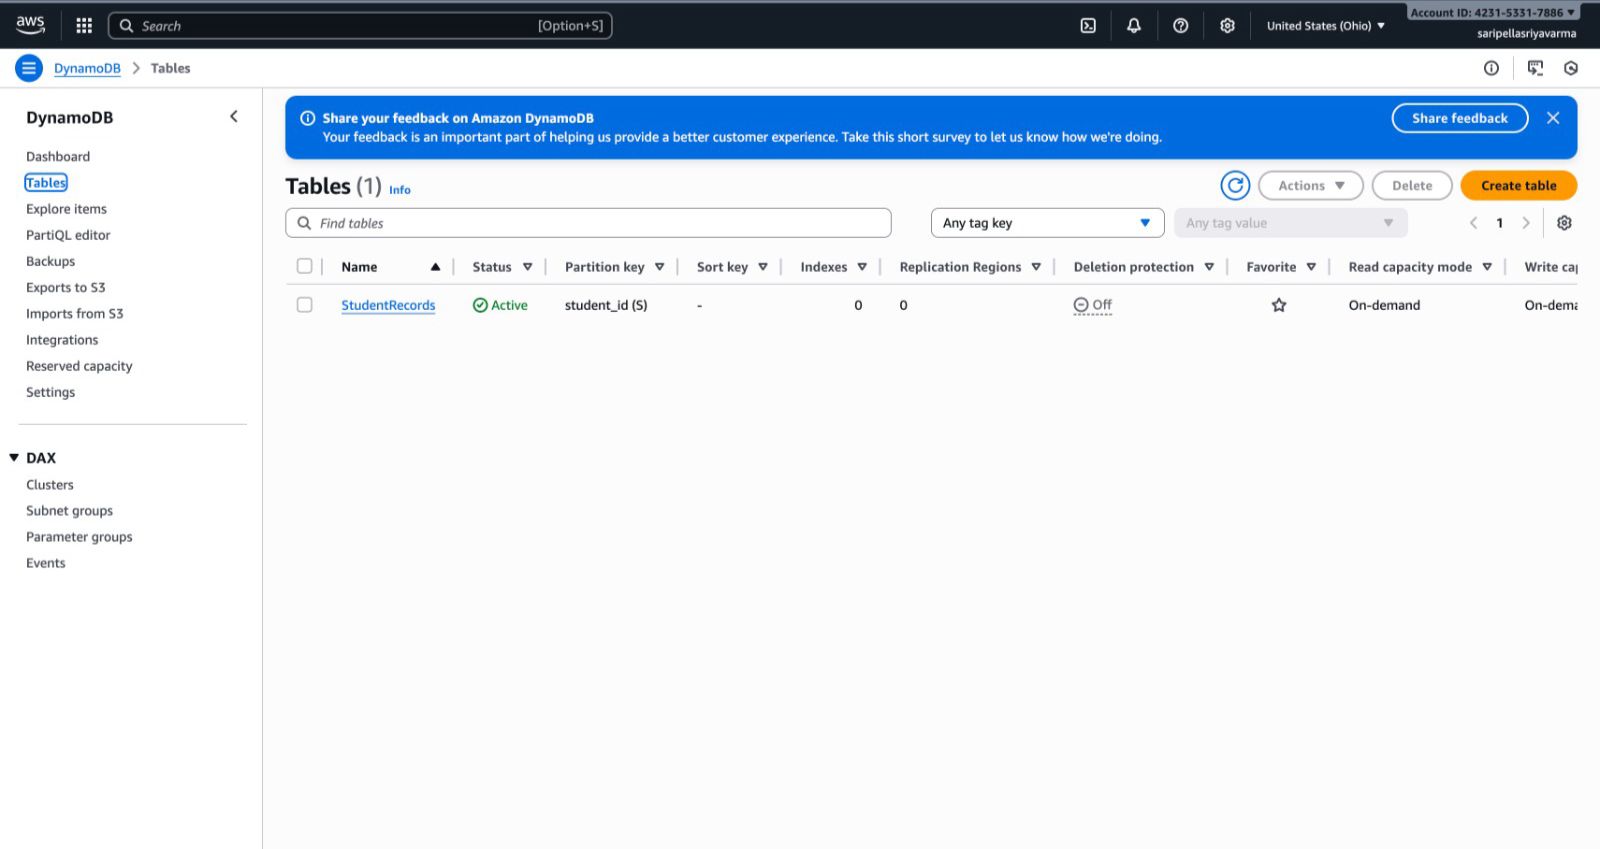 aws
Search [Option+S]
United States (Ohio)
Account ID: 4231-5331-7886
saripellasriyavarma
DynamoDB > Tables
DynamoDB
Dashboard
Tables
Explore items
PartiQL editor
Backups
Exports to S3
Imports from S3
Integrations
Reserved capacity
Settings
DAX
Clusters
Subnet groups
Parameter groups
Events
Share your feedback on Amazon DynamoDB
Your feedback is an important part of helping us provide a better customer experience. Take this short survey to let us know how we're doing.
Share feedback
Tables (1) Info
Actions
Delete
Create table
Find tables
Any tag key
Any tag value
1
Name Status Partition key Sort key Indexes Replication Regions Deletion protection Favorite Read capacity mode Write cap
StudentRecords Active student_id (S) - 0 0 Off On-demand On-dema